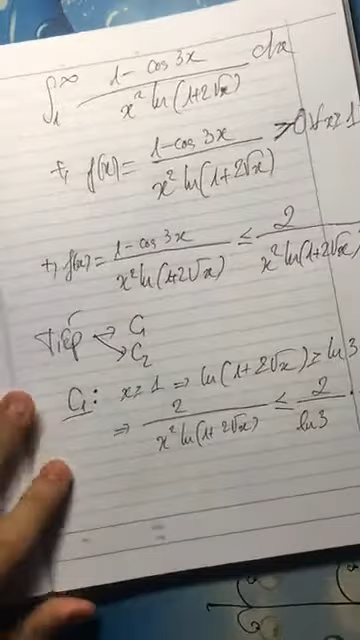 ∫₁^∞ (1 - cos 3x)/(x² ln(1+2√x)) dx
+, f(x) = (1 - cos 3x)/(x² ln(1+2√x)) ≥ 0 ∀x ≥ 1
+, f(x) = (1 - cos 3x)/(x² ln(1+2√x)) ≤ 2/(x² ln(1+2√x))
Tiếp → C₁
→ C₂
C₁: x ≥ 1 ⇒ ln(1+2√x) ≥ ln 3
⇒ 2/(x² ln(1+2√x)) ≤ 2/ln3 ·